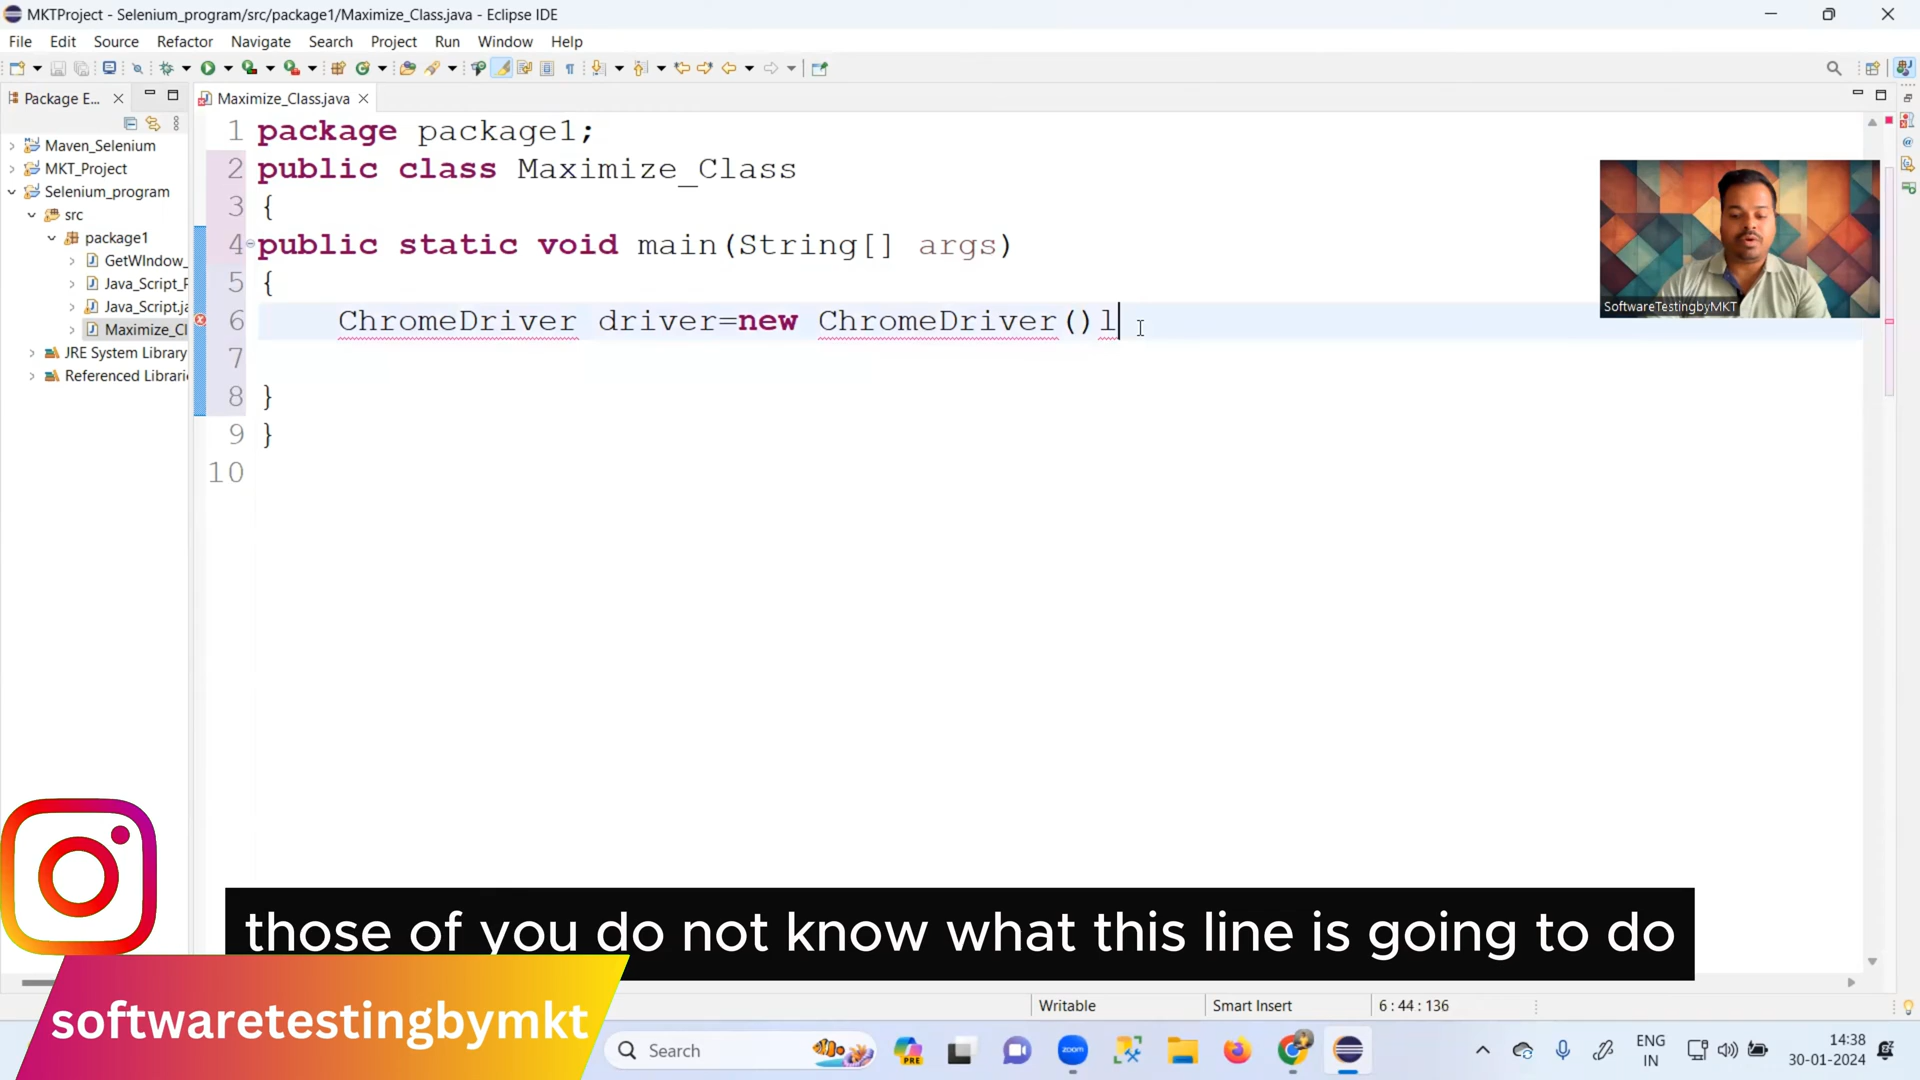 MKTProject - Selenium_program/src/package1/Maximize_Class.java - Eclipse IDE
File Edit Source Refactor Navigate Search Project Run Window Help
Package E...
Maximize_Class.java
Maven_Selenium
MKT_Project
Selenium_program
src
package1
GetWIndow_
Java_Script_F
Java_Script.ja
Maximize_Cl
JRE System Library
Referenced Librari
1 package package1;
2 public class Maximize_Class
3 {
4 public static void main(String[] args)
5 {
6 ChromeDriver driver=new ChromeDriver()l
7
8 }
9 }
10
SoftwareTestingbyMKT
those of you do not know what this line is going to do
softwaretestingbymkt
Writable Smart Insert 6 : 44 : 136
Search
PRE
zoom
ENG
IN
14:38
30-01-2024